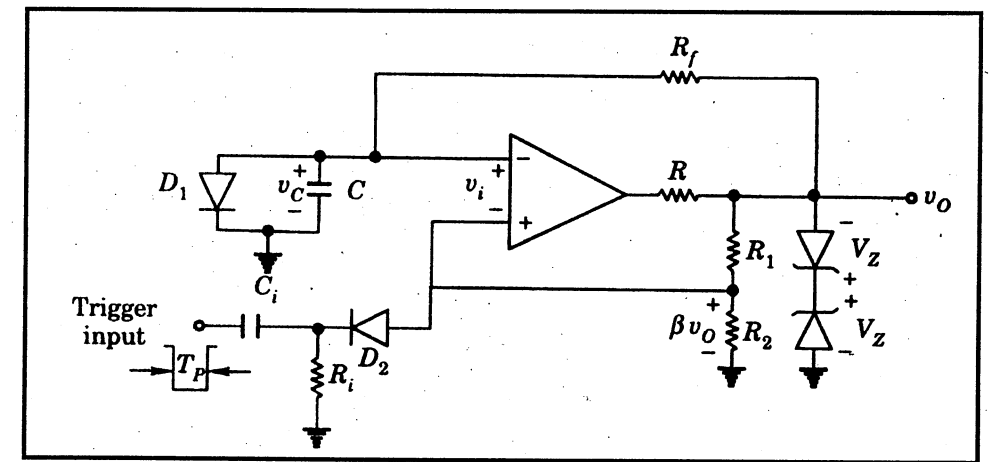 R_f
D_1
+
v_C
−
C
+
v_i
−
−
+
R
v_O
R_1
−
V_Z
+
+
V_Z
−
+
βv_O
−
R_2
C_i
Trigger
input
T_P
D_2
R_i